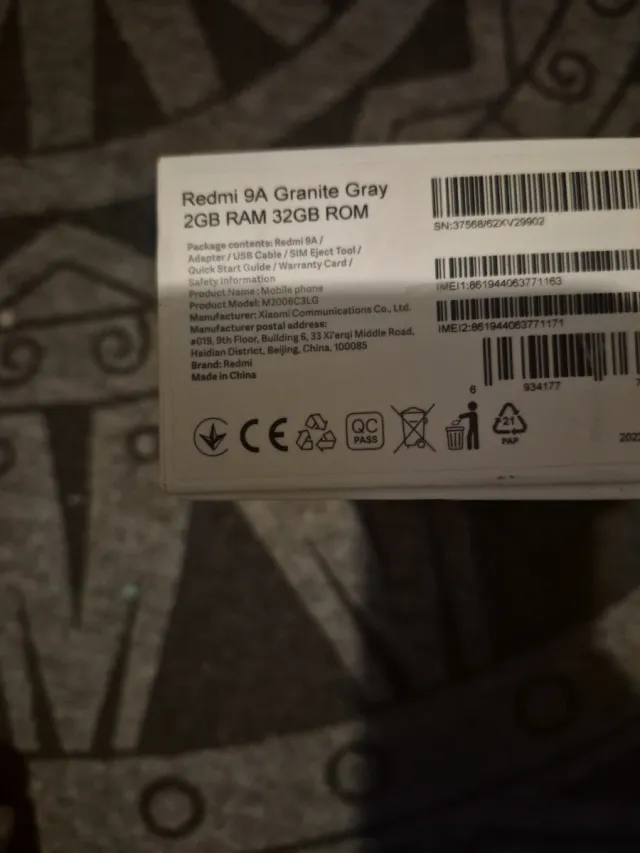 Redmi 9A Granite Gray
2GB RAM 32GB ROM
Package contents: Redmi 9A /
Adapter / USB Cable / SIM Eject Tool /
Quick Start Guide / Warranty Card /
Safety Information
Product Name: Mobile phone
Product Model: M2006C3LG
Manufacturer: Xiaomi Communications Co., Ltd.
Manufacturer postal address:
#019, 9th Floor, Building 6, 33 Xi'erqi Middle Road,
Haidian District, Beijing, China, 100085
Brand: Redmi
Made in China
SN:37568/62XV29902
IMEI1:861944063771163
IMEI2:861944063771171
6 934177 7
CE
QC
PASS
21
PAP
202